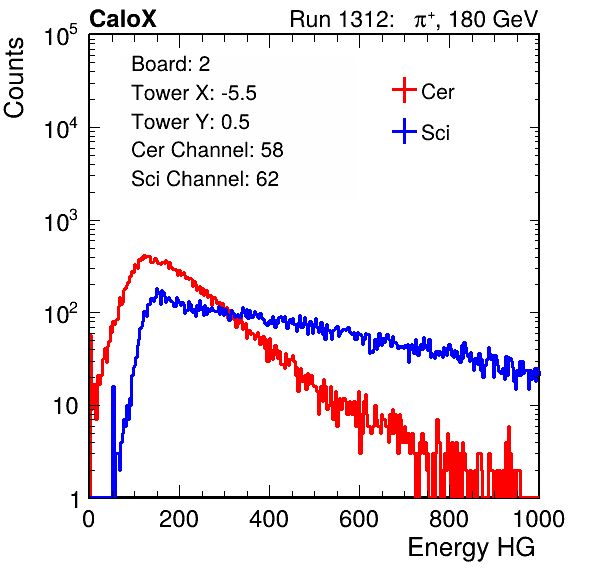 CaloX Run 1312: π⁺, 180 GeV
Counts
Board: 2
Tower X: -5.5
Tower Y: 0.5
Cer Channel: 58
Sci Channel: 62
Cer
Sci
10⁵
10⁴
10³
10²
10
1
0 200 400 600 800 1000
Energy HG